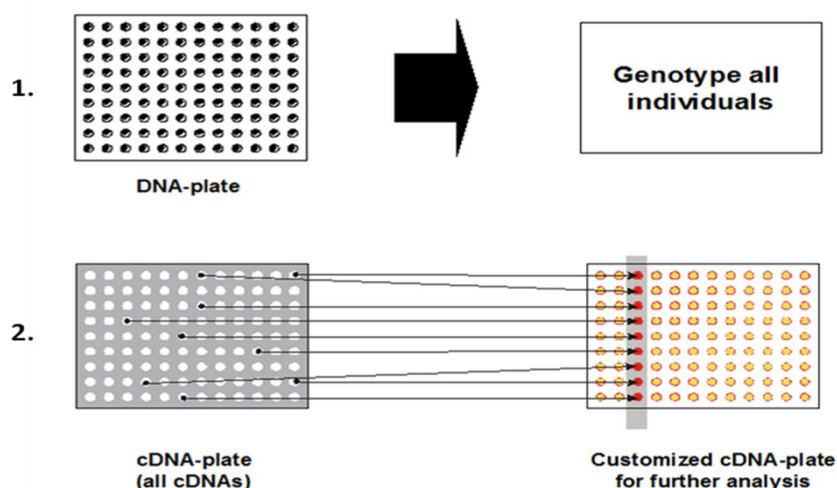 1.
Genotype all
individuals
DNA-plate
2.
cDNA-plate
(all cDNAs)
Customized cDNA-plate
for further analysis